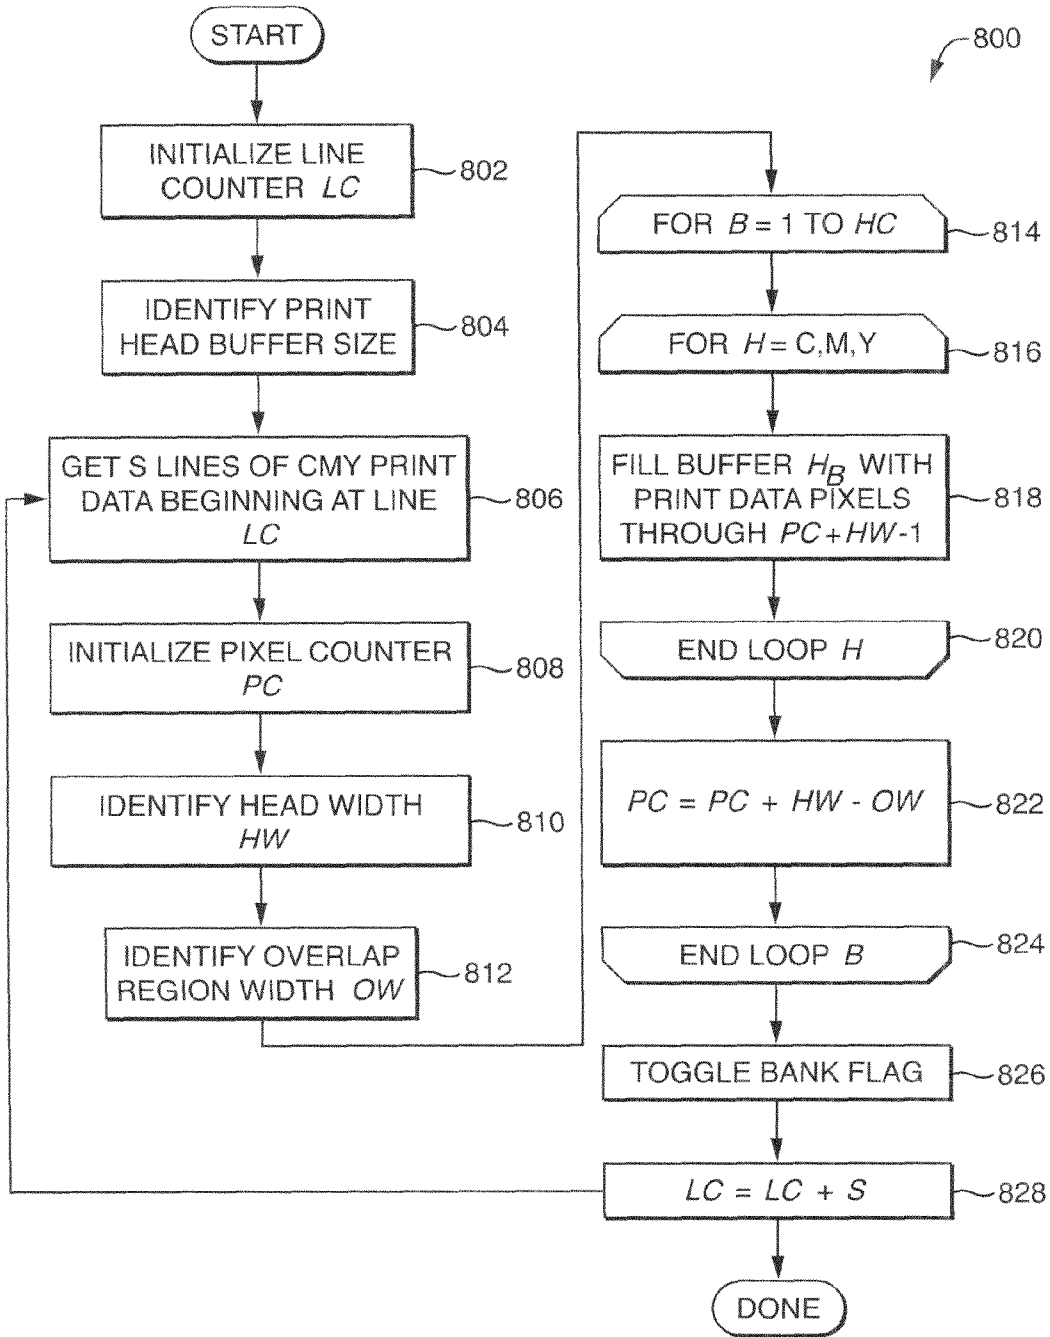 START
800
INITIALIZE LINE
COUNTER LC
802
IDENTIFY PRINT
HEAD BUFFER SIZE
804
GET S LINES OF CMY PRINT
DATA BEGINNING AT LINE
LC
806
INITIALIZE PIXEL COUNTER
PC
808
IDENTIFY HEAD WIDTH
HW
810
IDENTIFY OVERLAP
REGION WIDTH OW
812
FOR B = 1 TO HC
814
FOR H = C,M,Y
816
FILL BUFFER H_B WITH
PRINT DATA PIXELS
THROUGH PC+HW-1
818
END LOOP H
820
PC = PC + HW - OW
822
END LOOP B
824
TOGGLE BANK FLAG
826
LC = LC + S
828
DONE